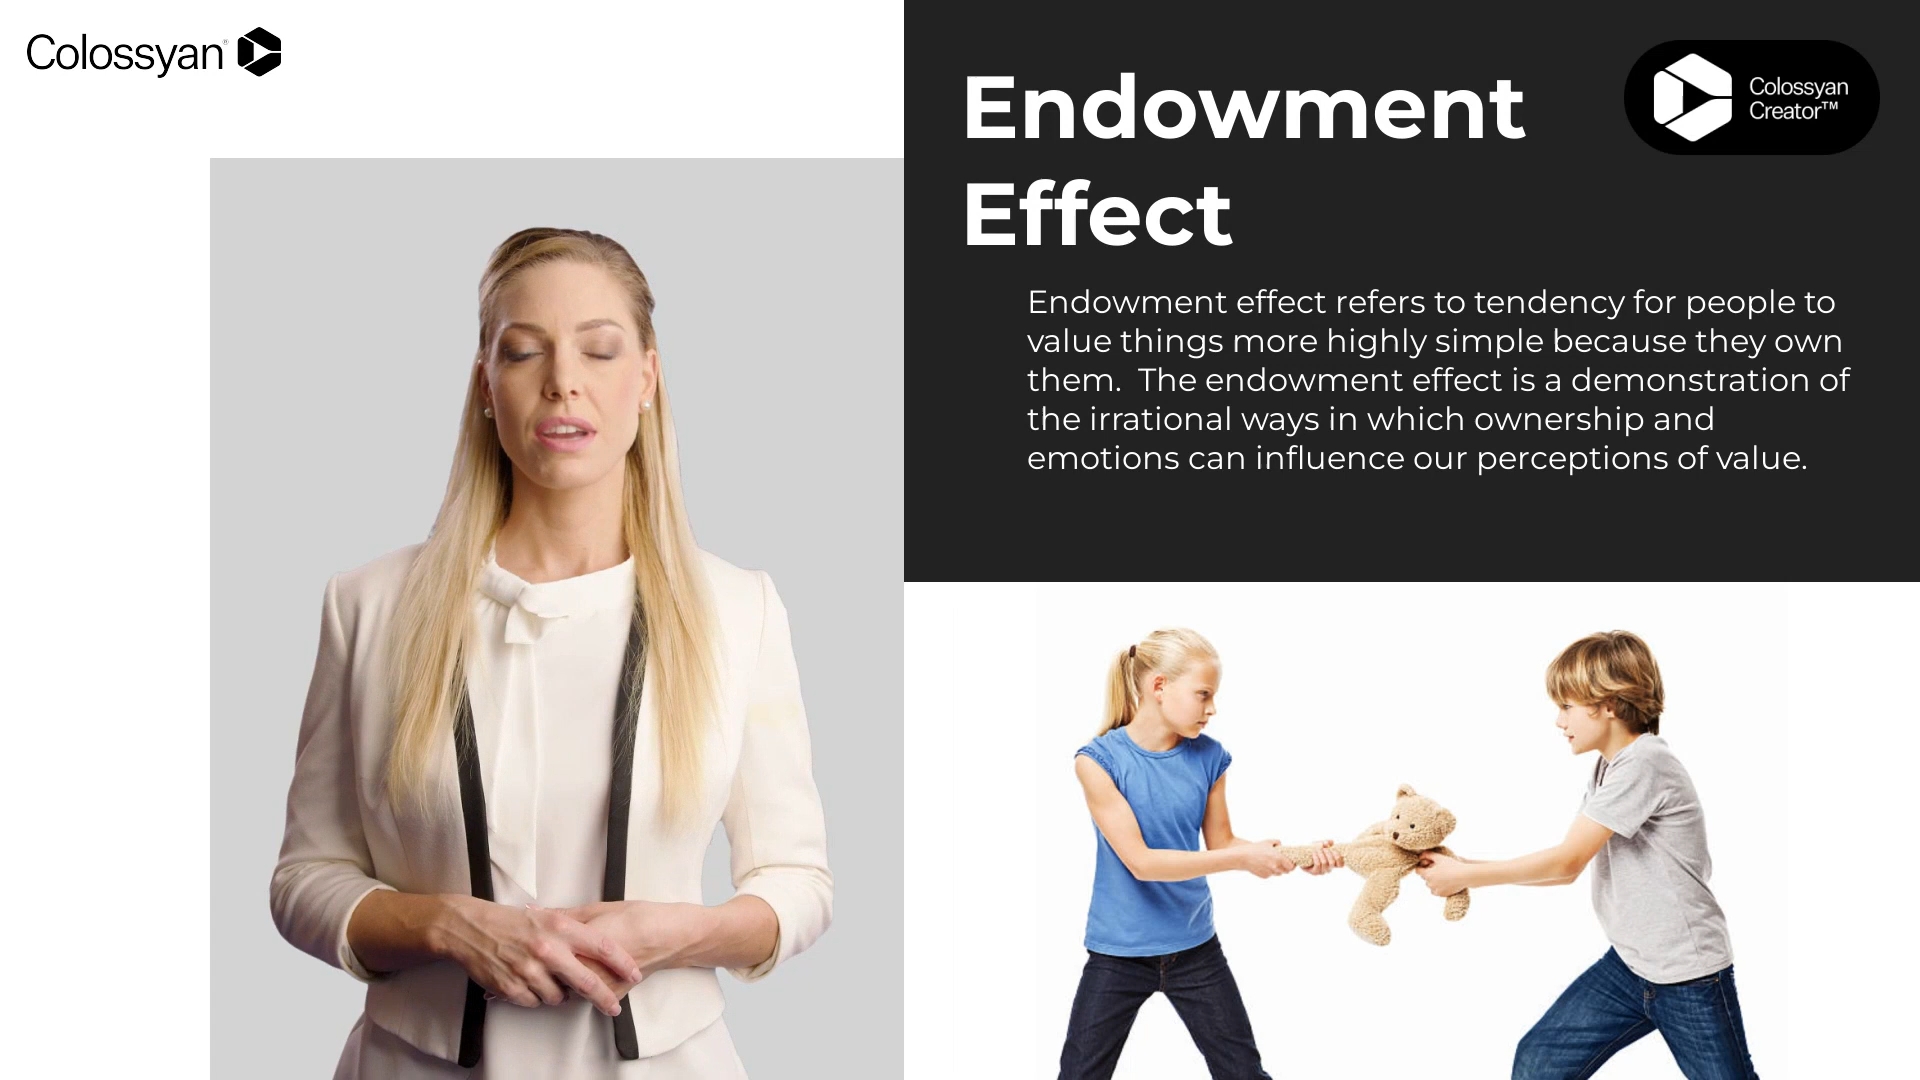 Colossyan
Endowment
Effect
Colossyan
Creator™
Endowment effect refers to tendency for people to
value things more highly simple because they own
them.  The endowment effect is a demonstration of
the irrational ways in which ownership and
emotions can influence our perceptions of value.